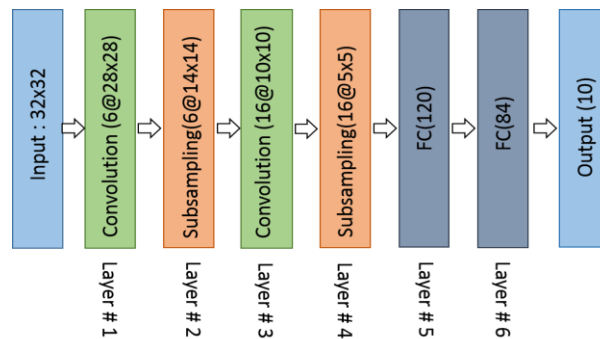 Input : 32x32
Convolution (6@28x28)
Subsampling(6@14x14)
Convolution (16@10x10)
Subsampling(16@5x5)
FC(120)
FC(84)
Output (10)
Layer # 1
Layer # 2
Layer # 3
Layer # 4
Layer # 5
Layer # 6